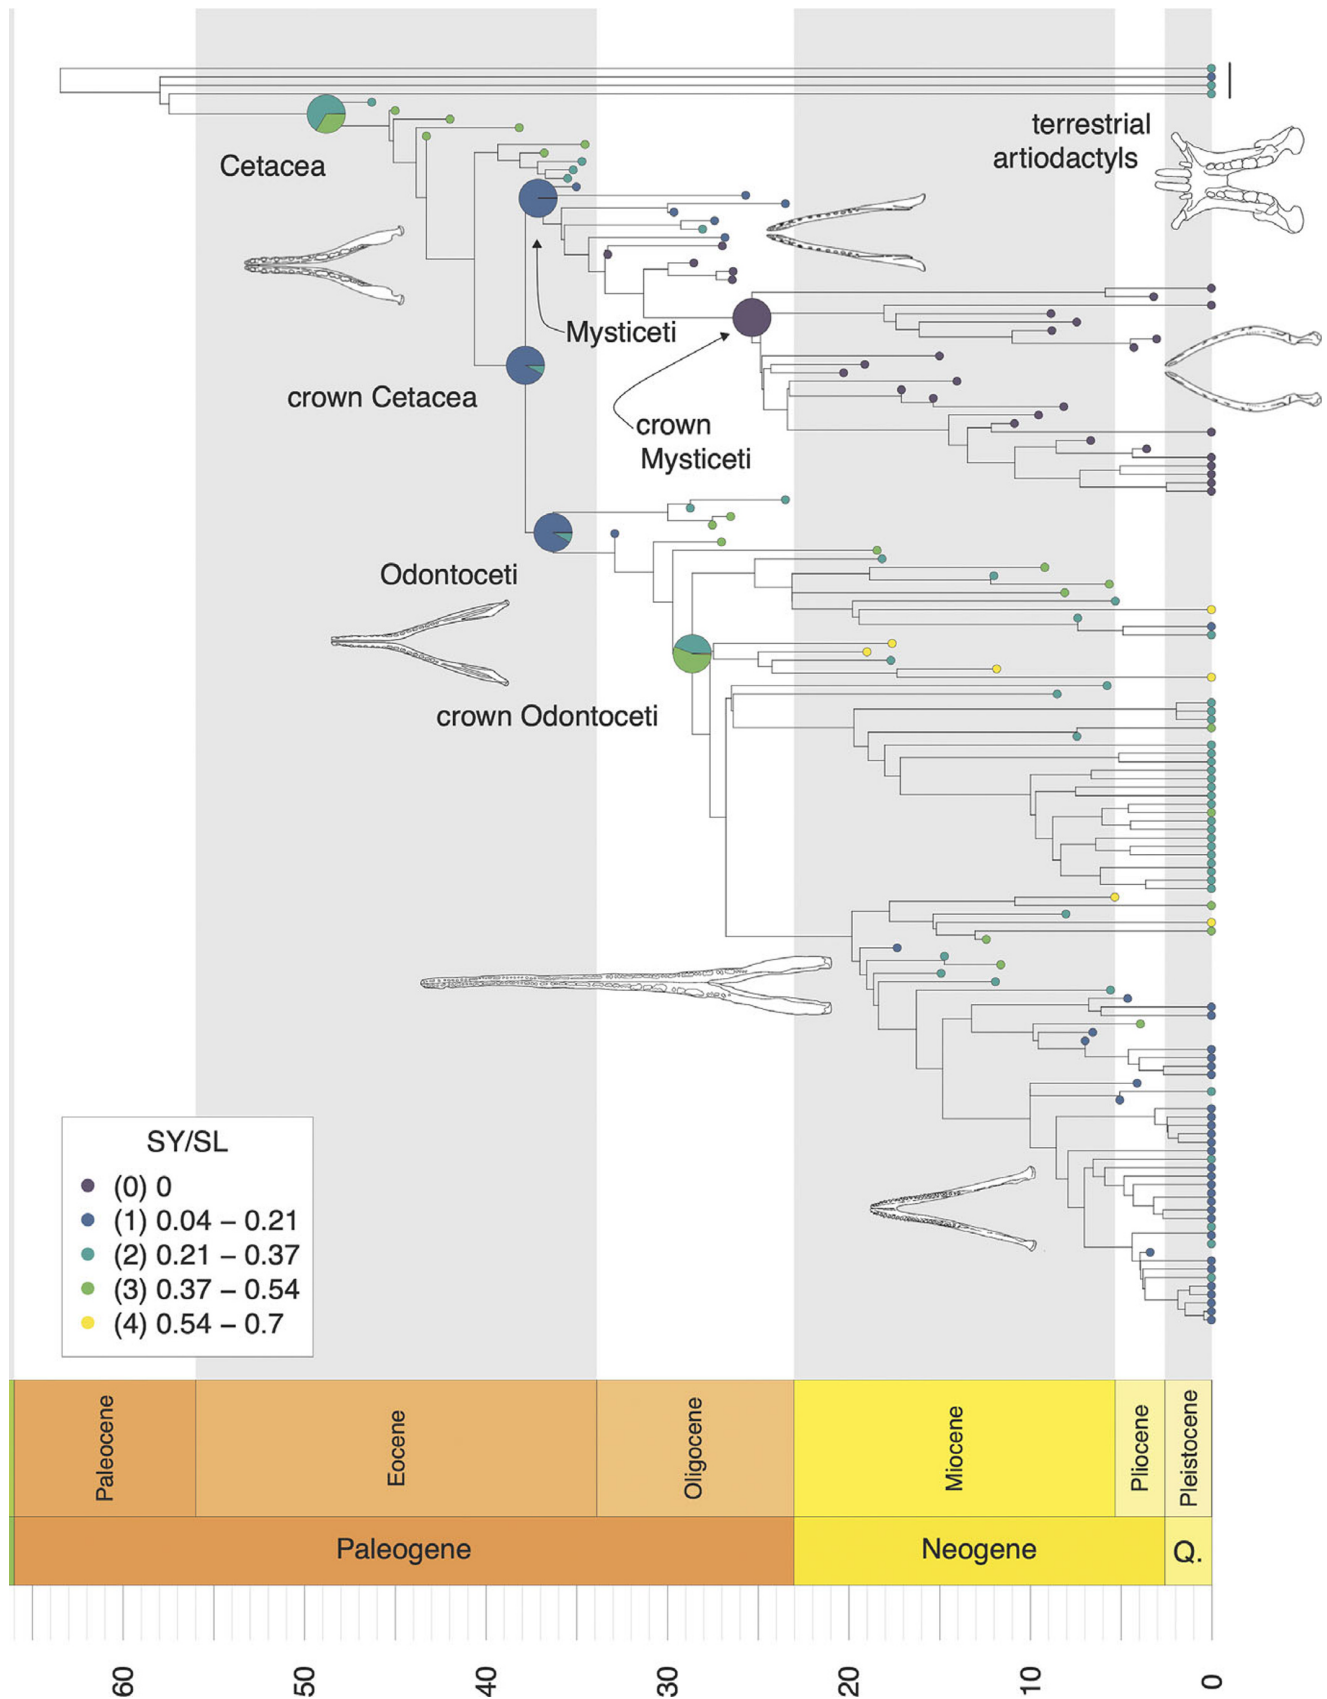 terrestrial
artiodactyls
Cetacea
Mysticeti
crown Cetacea
crown
Mysticeti
Odontoceti
crown Odontoceti
SY/SL
(0) 0
(1) 0.04 – 0.21
(2) 0.21 – 0.37
(3) 0.37 – 0.54
(4) 0.54 – 0.7
Paleocene
Eocene
Oligocene
Miocene
Pliocene
Pleistocene
Paleogene
Neogene
Q.
60
50
40
30
20
10
0